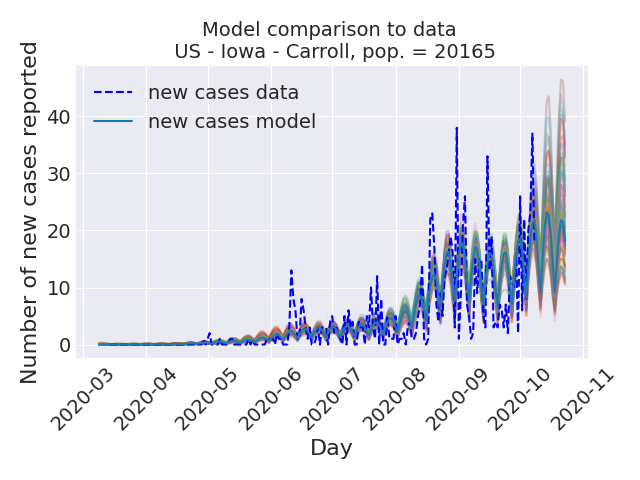 Model comparison to data
US - Iowa - Carroll, pop. = 20165
Number of new cases reported
new cases data
new cases model
40
30
20
10
0
2020-03
2020-04
2020-05
2020-06
2020-07
2020-08
2020-09
2020-10
2020-11
Day